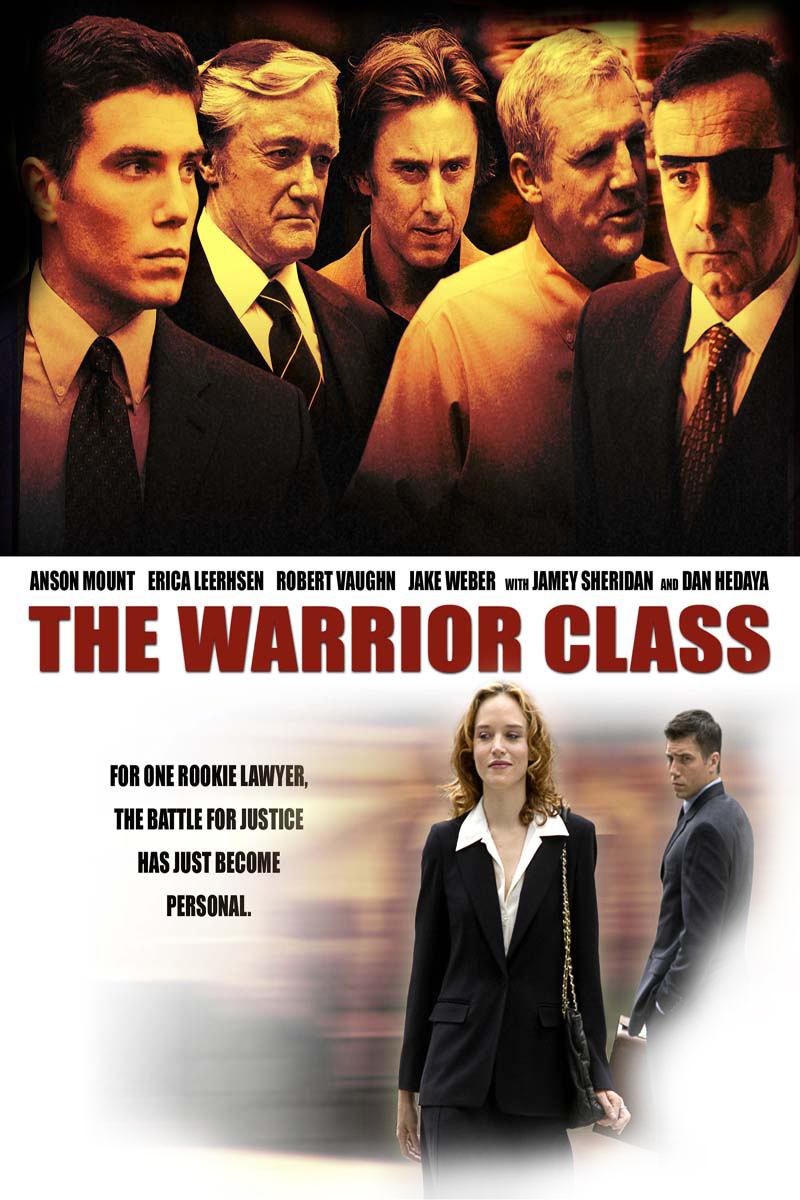 ANSON MOUNT ERICA LEERHSEN ROBERT VAUGHN JAKE WEBER WITH JAMEY SHERIDAN AND DAN HEDAYA
THE WARRIOR CLASS
FOR ONE ROOKIE LAWYER,
THE BATTLE FOR JUSTICE
HAS JUST BECOME
PERSONAL.